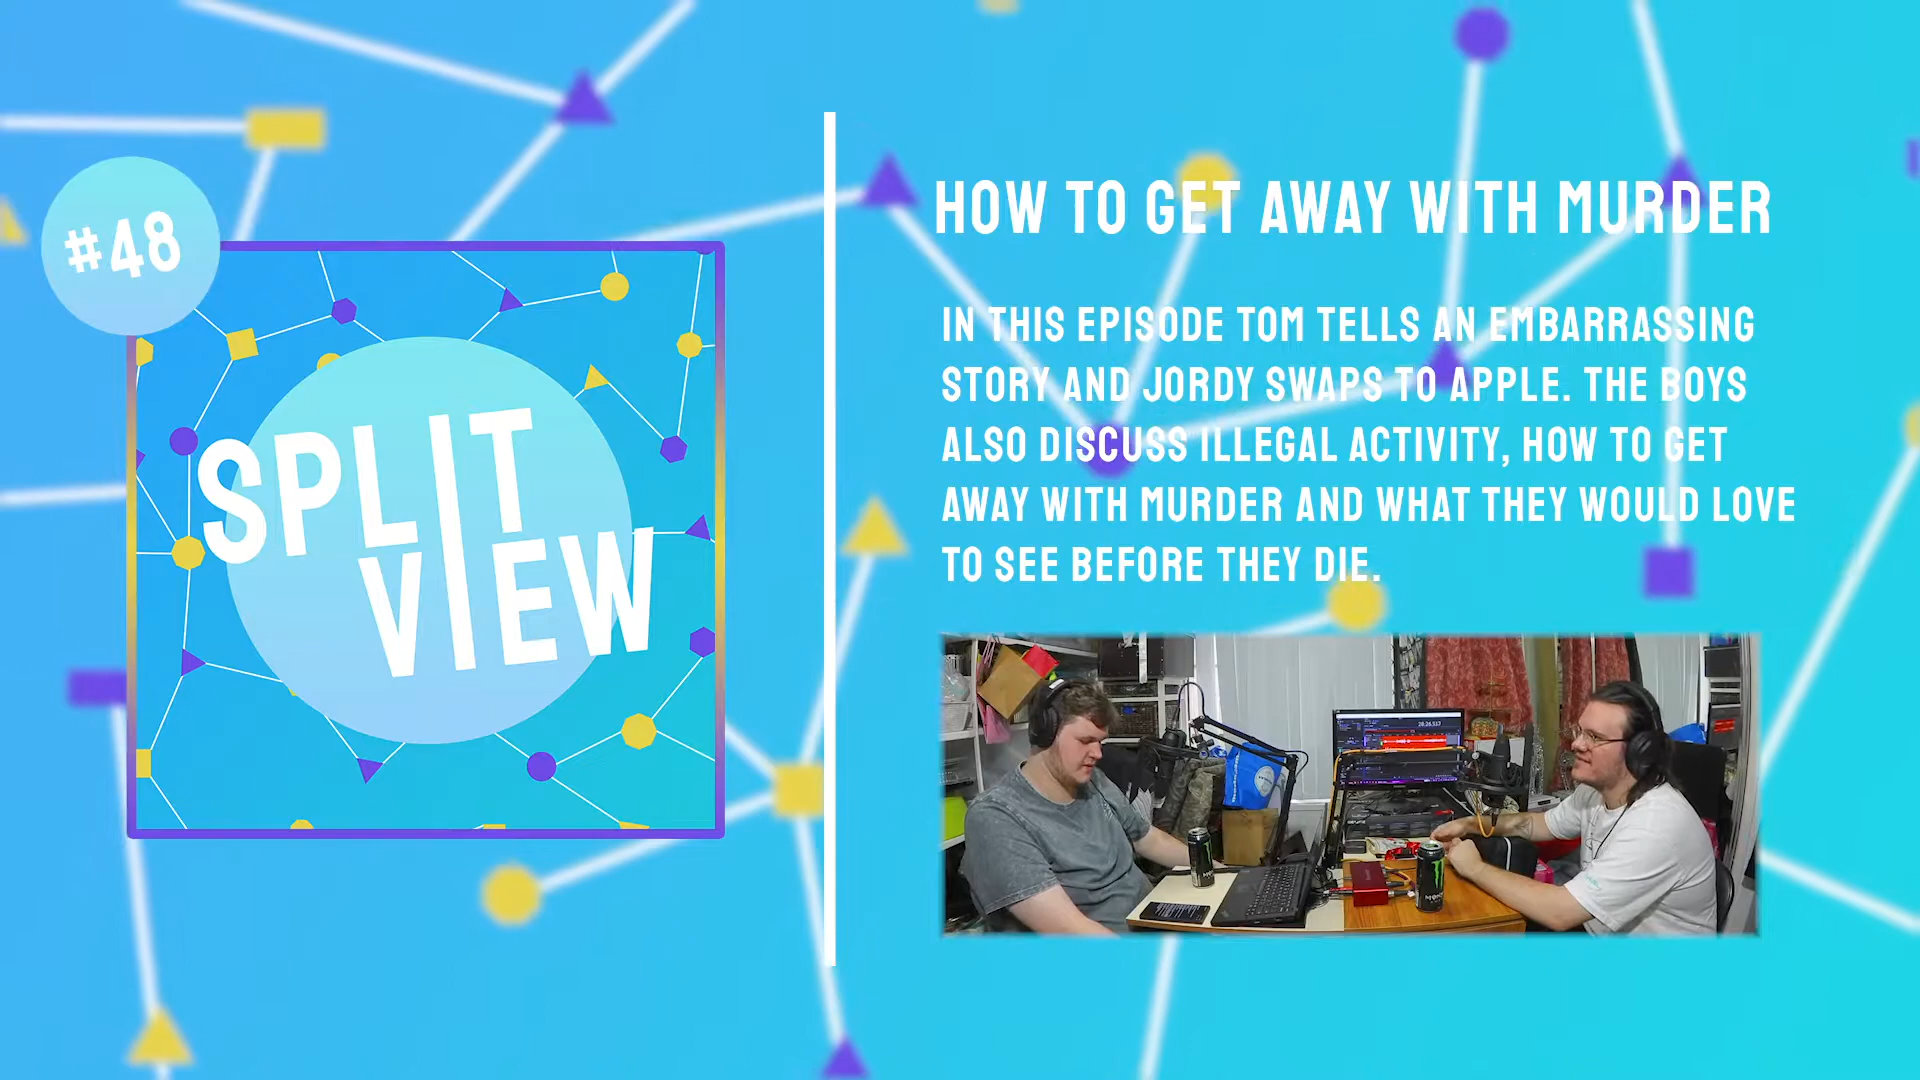 #48
SPLIT
VIEW
HOW TO GET AWAY WITH MURDER
IN THIS EPISODE TOM TELLS AN EMBARRASSING
STORY AND JORDY SWAPS TO APPLE. THE BOYS
ALSO DISCUSS ILLEGAL ACTIVITY, HOW TO GET
AWAY WITH MURDER AND WHAT THEY WOULD LOVE
TO SEE BEFORE THEY DIE.